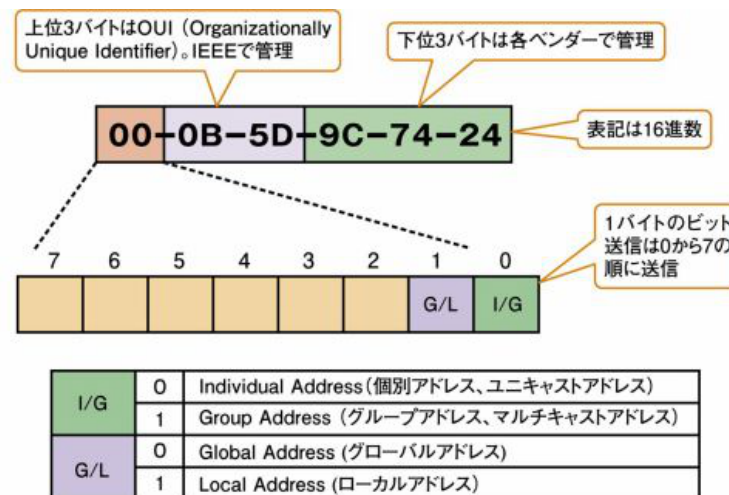 上位3バイトはOUI (Organizationally
Unique Identifier)。IEEEで管理
下位3バイトは各ベンダーで管理
00-0B-5D-9C-74-24
表記は16進数
1バイトのビット
送信は0から7の
順に送信
7 6 5 4 3 2 1 0
G/L I/G
I/G
0 Individual Address(個別アドレス、ユニキャストアドレス)
1 Group Address (グループアドレス、マルチキャストアドレス)
G/L
0 Global Address (グローバルアドレス)
1 Local Address (ローカルアドレス)